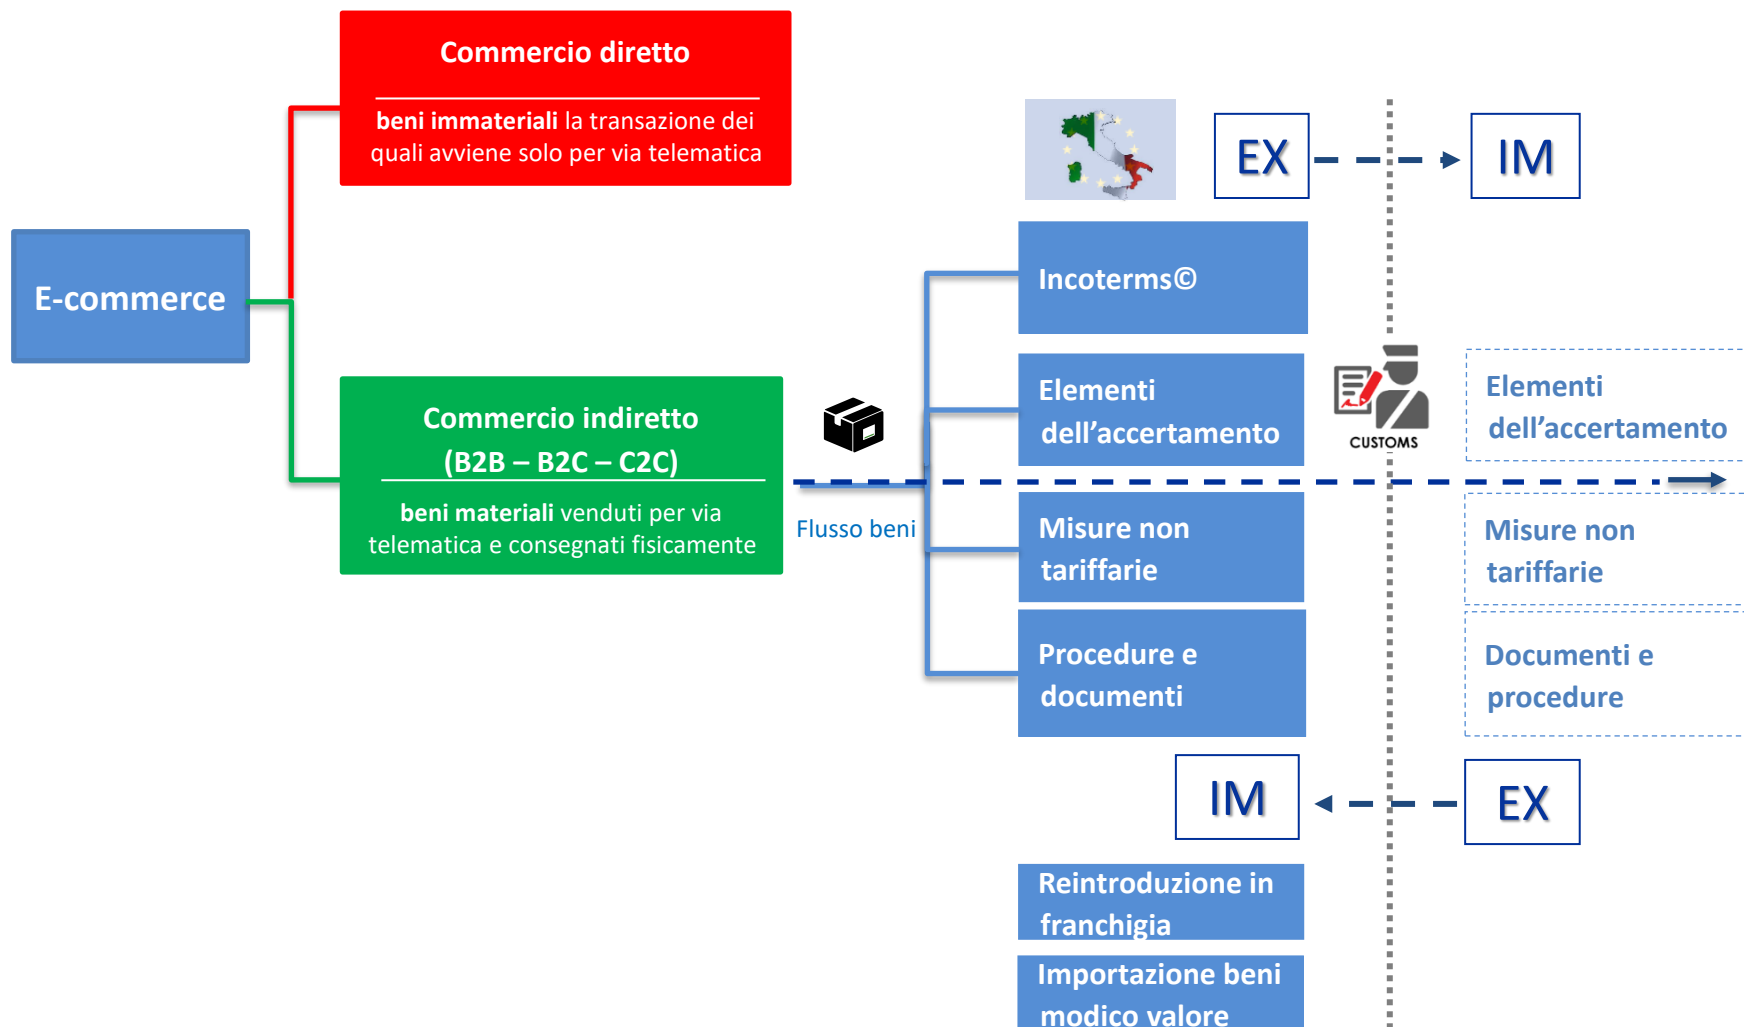 Commercio diretto
beni immateriali la transazione dei
quali avviene solo per via telematica
E-commerce
Commercio indiretto
(B2B – B2C – C2C)
beni materiali venduti per via
telematica e consegnati fisicamente
Flusso beni
EX
IM
Incoterms©
Elementi
dell’accertamento
CUSTOMS
Elementi
dell’accertamento
Misure non
tariffarie
Misure non
tariffarie
Procedure e
documenti
Documenti e
procedure
IM
EX
Reintroduzione in
franchigia
Importazione beni
modico valore